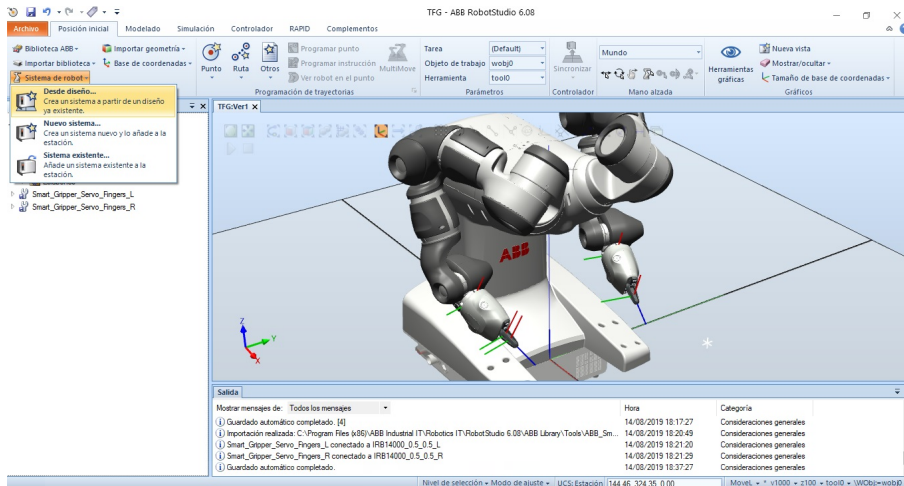 TFG - ABB RobotStudio 6.08
Archivo Posición inicial Modelado Simulación Controlador RAPID Complementos
Biblioteca ABB Importar geometría
Importar biblioteca Base de coordenadas
Sistema de robot
Punto Ruta Otros
Programar punto
Programar instrucción
Ver robot en el punto
MultiMove
Programación de trayectorias
Tarea (Default)
Objeto de trabajo wobj0
Herramienta tool0
Parámetros
Sincronizar
Controlador
Mundo
Mano alzada
Herramientas gráficas
Nueva vista
Mostrar/ocultar
Tamaño de base de coordenadas
Gráficos
Desde diseño...
Crea un sistema a partir de un diseño
ya existente.
Nuevo sistema...
Crea un sistema nuevo y lo añade a la
estación.
Sistema existente...
Añade un sistema existente a la
estación.
Smart_Gripper_Servo_Fingers_L
Smart_Gripper_Servo_Fingers_R
TFG:Ver1 X
ABB
Z
Y
X
Salida
Mostrar mensajes de: Todos los mensajes Hora Categoría
Guardado automático completado. [4] 14/08/2019 18:17:27 Consideraciones generales
Importación realizada: C:\Program Files (x86)\ABB Industrial IT\Robotics IT\RobotStudio 6.08\ABB Library\Tools\ABB_Sm... 14/08/2019 18:20:49 Consideraciones generales
Smart_Gripper_Servo_Fingers_L conectado a IRB14000_0.5_0.5_L 14/08/2019 18:21:20 Consideraciones generales
Smart_Gripper_Servo_Fingers_R conectado a IRB14000_0.5_0.5_R 14/08/2019 18:21:29 Consideraciones generales
Guardado automático completado. 14/08/2019 18:37:27 Consideraciones generales
Nivel de selección Modo de ajuste UCS: Estación 144.46 324.35 0.00 MoveL * v1000 z100 tool0 \WObj:=wobj0